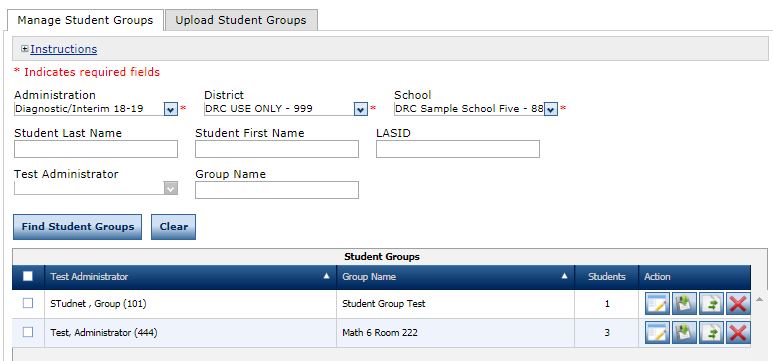 Manage Student Groups Upload Student Groups
Instructions
* Indicates required fields
Administration District School
Diagnostic/Interim 18-19 * DRC USE ONLY - 999 * DRC Sample School Five - 88 *
Student Last Name Student First Name LASID
Test Administrator Group Name
Find Student Groups Clear
Student Groups
Test Administrator Group Name Students Action
STudnet , Group (101) Student Group Test 1
Test, Administrator (444) Math 6 Room 222 3